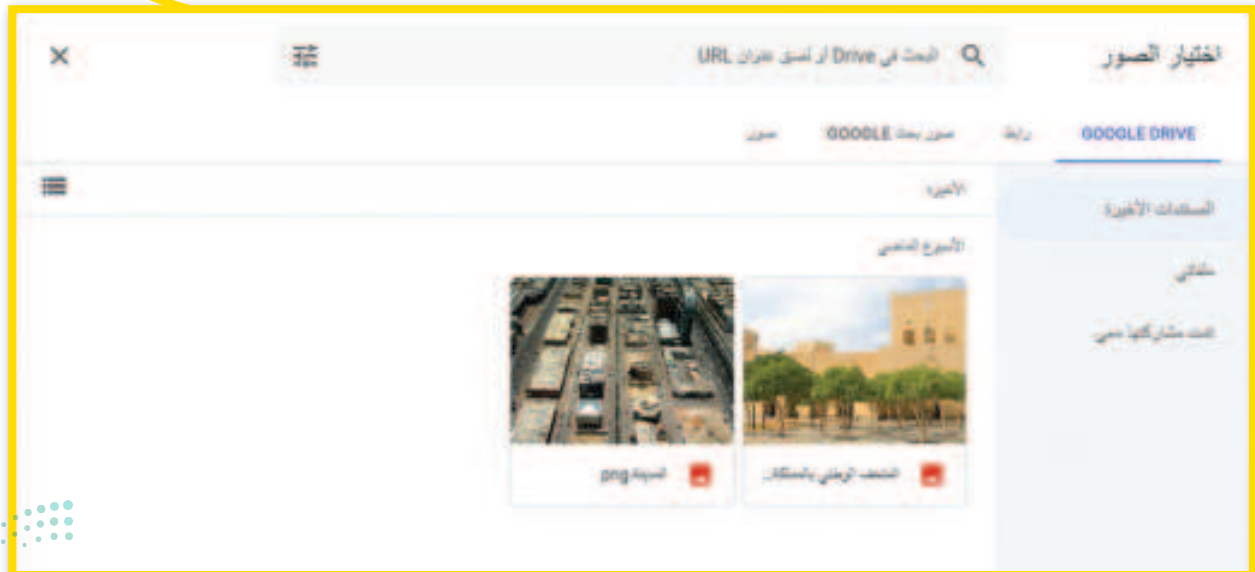 اختيار الصور
البحث في Drive أو لصق عنوان URL
GOOGLE DRIVE رابط صور بحث GOOGLE صور
المستندات الأخيرة
ملفاتي
تمت مشاركتها معي
الأخيرة
الأسبوع الماضي
المتحف الوطني بالمملكة...
المدينة.png